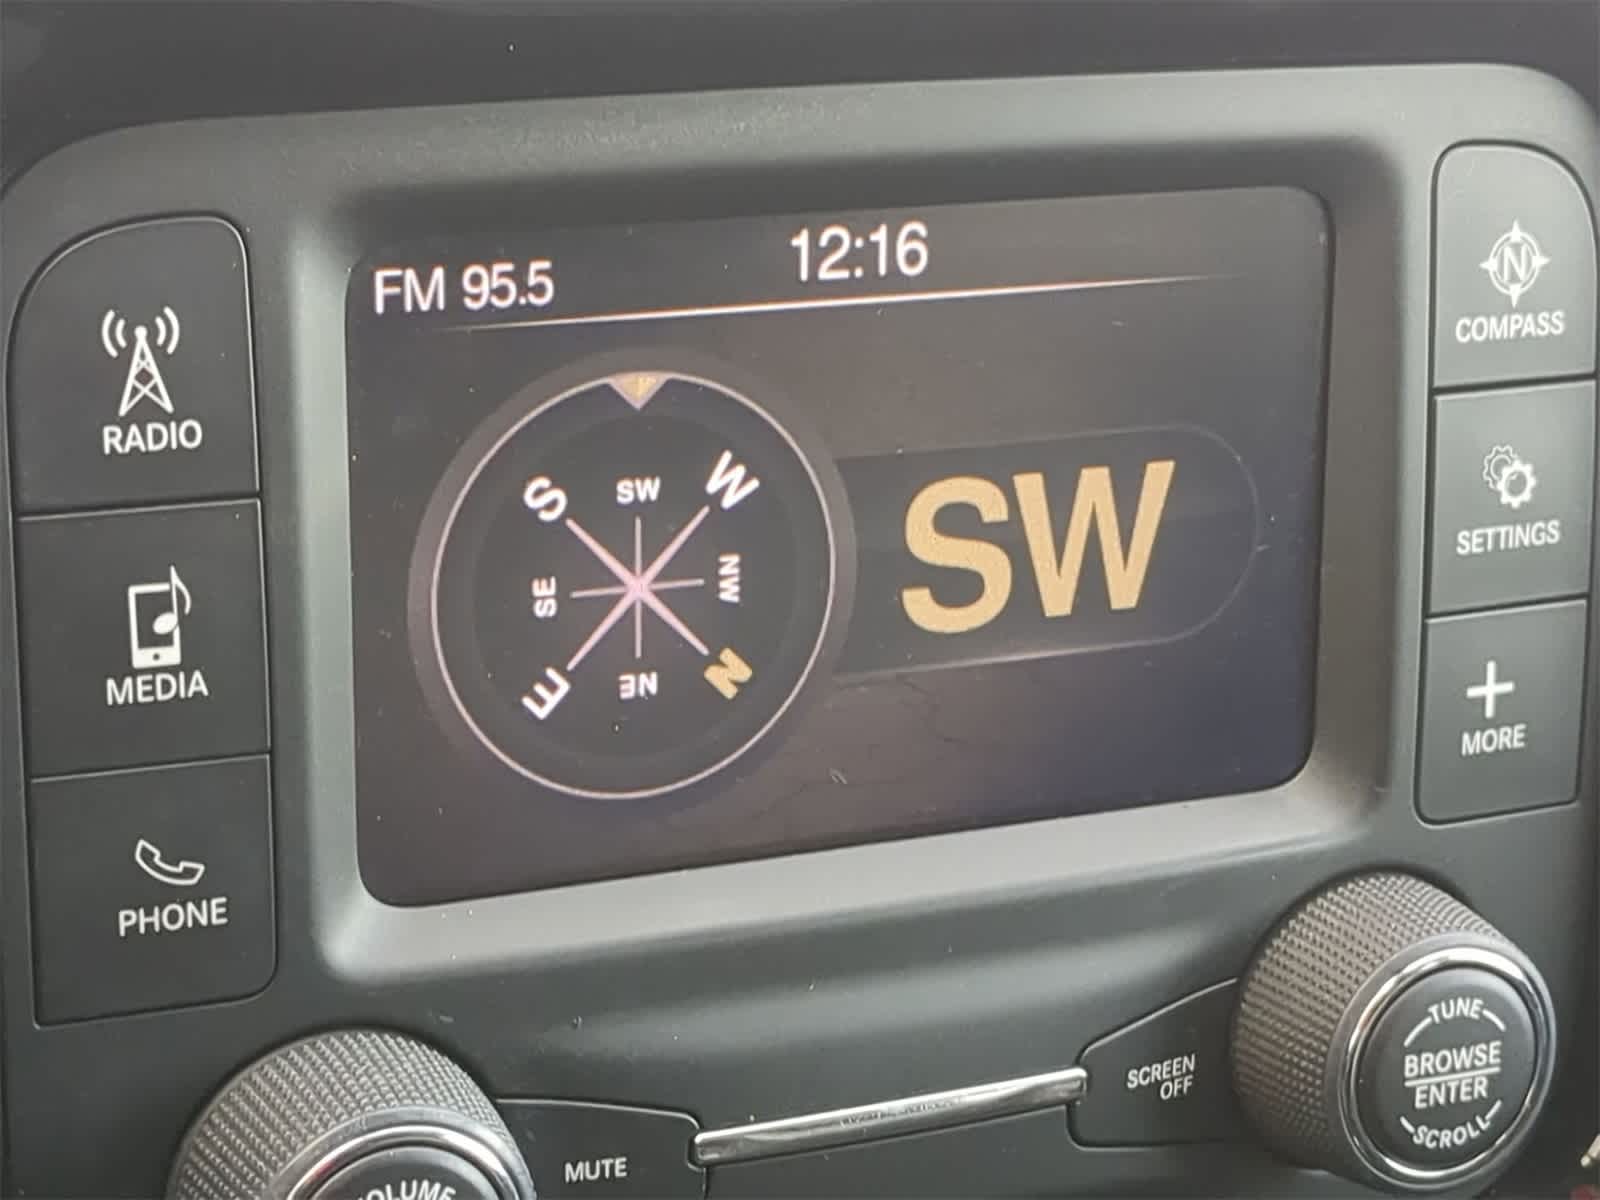 FM 95.5
12:16
S
SW
W
SE
NW
E
NE
N
SW
RADIO
MEDIA
PHONE
N
COMPASS
SETTINGS
MORE
VOLUME
MUTE
SCREEN
OFF
TUNE
BROWSE
ENTER
SCROLL